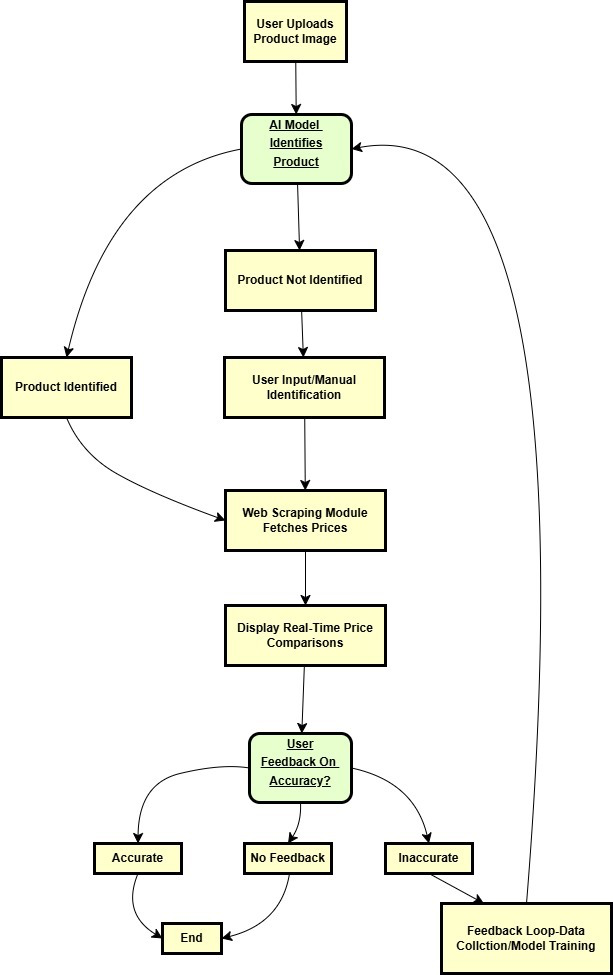 User Uploads
Product Image
AI Model
Identifies
Product
Product Not Identified
Product Identified
User Input/Manual
Identification
Web Scraping Module
Fetches Prices
Display Real-Time Price
Comparisons
User
Feedback On
Accuracy?
Accurate
No Feedback
Inaccurate
End
Feedback Loop-Data
Collction/Model Training